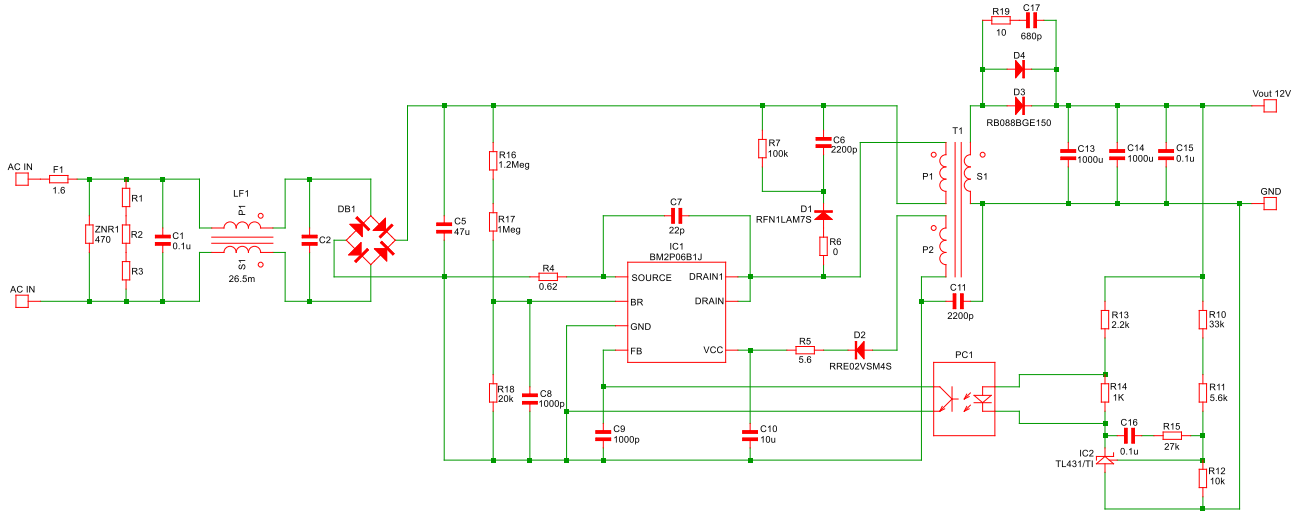 R19
10
C17
680p
D4
D3
RB088BGE150
Vout 12V
T1
R7
100k
C6
2200p
C13
1000u
C14
1000u
C15
0.1u
R16
1.2Meg
AC IN
F1
1.6
P1
S1
LF1
P1
R1
D1
RFN1LAM7S
GND
DB1
C7
22p
R17
1Meg
C5
47u
ZNR1
470
R2
C1
0.1u
C2
R6
0
P2
IC1
BM2P06B1J
S1
26.5m
R3
R4
0.62
SOURCE
DRAIN1
AC IN
BR
DRAIN
C11
2200p
GND
R13
2.2k
R10
33k
FB
VCC
R5
5.6
D2
RRE02VSM4S
PC1
R18
20k
C8
1000p
R14
1K
R11
5.6k
C9
1000p
C10
10u
C16
0.1u
R15
27k
IC2
TL431/TI
R12
10k